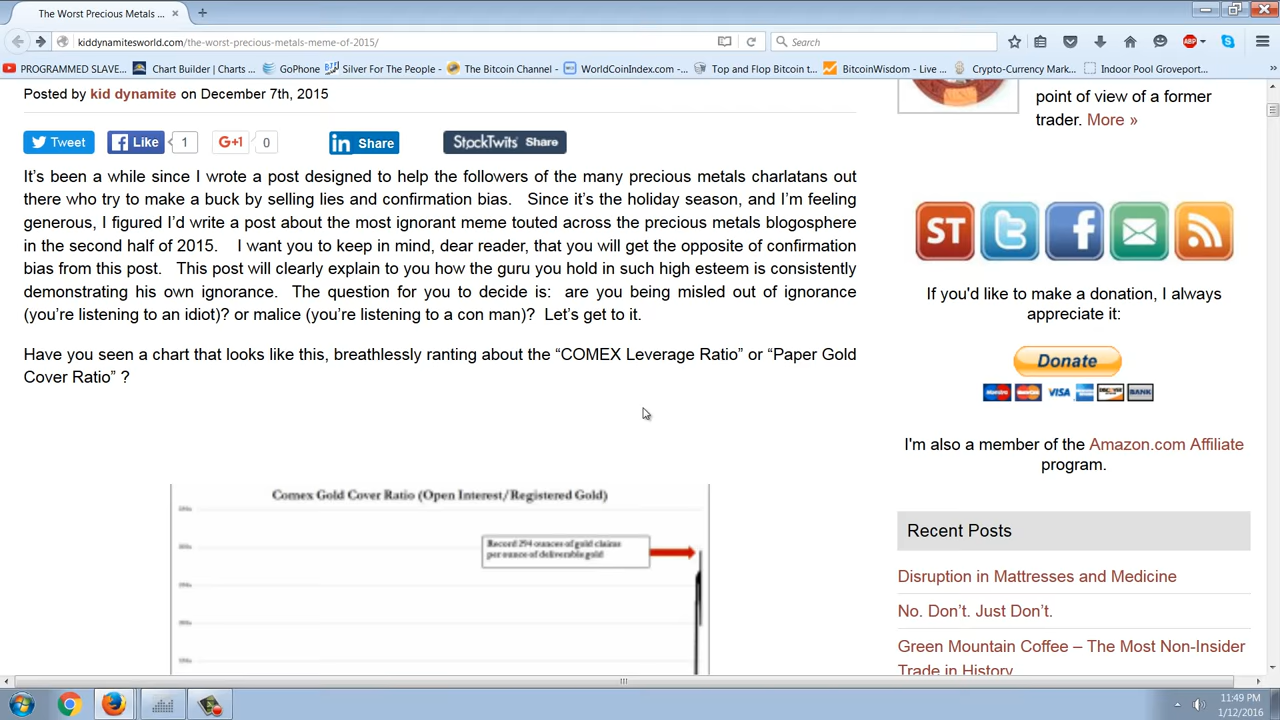 The Worst Precious Metals ...
kiddynamitesworld.com/the-worst-precious-metals-meme-of-2015/
Search
ABP
PROGRAMMED SLAVE...
Chart Builder | Charts ...
GoPhone
Silver For The People - ...
The Bitcoin Channel - ...
WorldCoinIndex.com -...
Top and Flop Bitcoin t...
BitcoinWisdom - Live ...
Crypto-Currency Mark...
Indoor Pool Groveport...
Posted by kid dynamite on December 7th, 2015
Tweet
Like
1
G+1
0
in Share
StockTwits Share
It's been a while since I wrote a post designed to help the followers of the many precious metals charlatans out
there who try to make a buck by selling lies and confirmation bias. Since it's the holiday season, and I'm feeling
generous, I figured I'd write a post about the most ignorant meme touted across the precious metals blogosphere
in the second half of 2015. I want you to keep in mind, dear reader, that you will get the opposite of confirmation
bias from this post. This post will clearly explain to you how the guru you hold in such high esteem is consistently
demonstrating his own ignorance. The question for you to decide is: are you being misled out of ignorance
(you're listening to an idiot)? or malice (you're listening to a con man)? Let's get to it.
Have you seen a chart that looks like this, breathlessly ranting about the “COMEX Leverage Ratio” or “Paper Gold
Cover Ratio” ?
Comex Gold Cover Ratio (Open Interest/Registered Gold)
Record 294 ounces of gold claims
per ounce of deliverable gold
point of view of a former
trader. More »
ST
If you'd like to make a donation, I always
appreciate it:
Donate
VISA
BANK
I'm also a member of the Amazon.com Affiliate
program.
Recent Posts
Disruption in Mattresses and Medicine
No. Don't. Just Don't.
Green Mountain Coffee – The Most Non-Insider
Trade in History
11:49 PM
1/12/2016